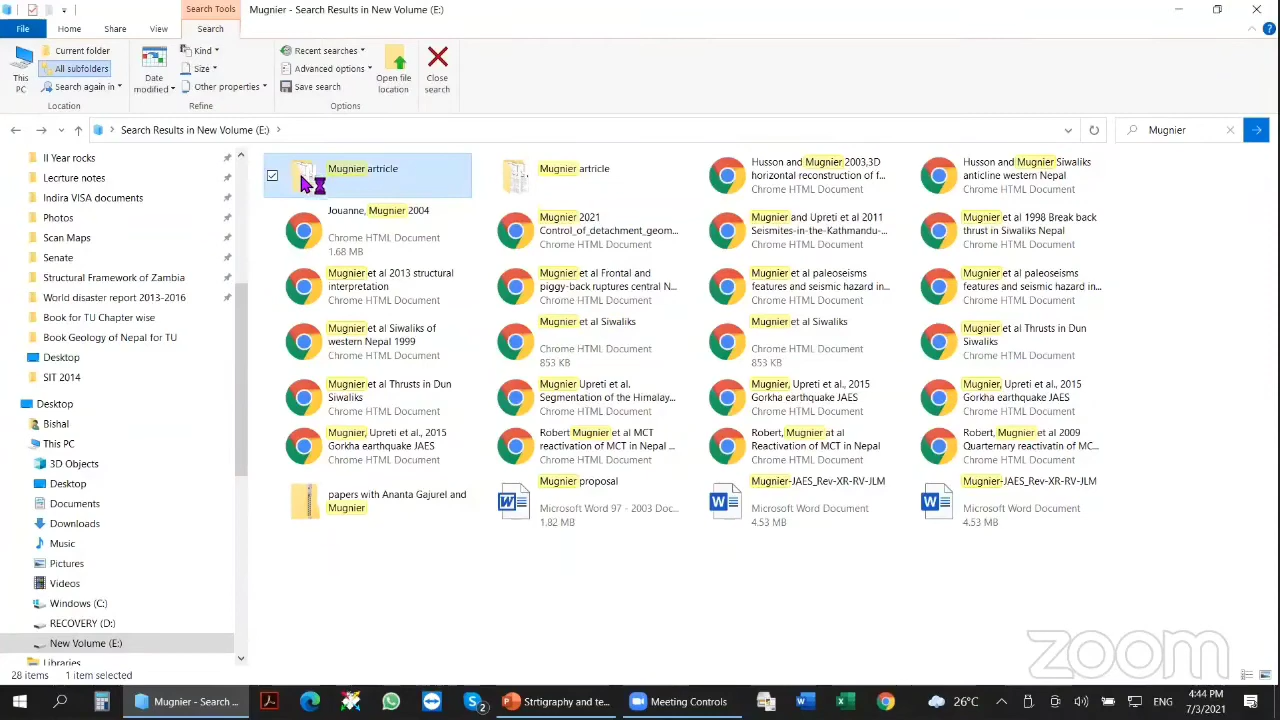 Search Tools
Mugnier - Search Results in New Volume (E:)
File
Home
Share
View
Search
This PC
Current folder
All subfolders
Search again in
Location
Date modified
Kind
Size
Other properties
Refine
Recent searches
Advanced options
Save search
Open file location
Options
Close search
Search Results in New Volume (E:)
Mugnier
II Year rocks
Lecrture notes
Indira VISA documents
Photos
Scan Maps
Senate
Structural Framework of Zambia
World disaster report 2013-2016
Book for TU Chapter wise
Book Geology of Nepal for TU
Desktop
SIT 2014
Desktop
Bishal
This PC
3D Objects
Desktop
Documents
Downloads
Music
Pictures
Videos
Windows (C:)
RECOVERY (D:)
New Volume (E:)
Libraries
Mugnier artricle
Mugnier artricle
Husson and Mugnier 2003,3D
horizontal reconstruction of f...
Chrome HTML Document
Husson and Mugnier Siwaliks
anticline western Nepal
Chrome HTML Document
Jouanne, Mugnier 2004
Chrome HTML Document
1.68 MB
Mugnier 2021
Control_of_detachment_geom...
Chrome HTML Document
Mugnier and Upreti et al 2011
Seismites-in-the-Kathmandu-...
Chrome HTML Document
Mugnier et al 1998 Break back
thrust in Siwaliks Nepal
Chrome HTML Document
Mugnier et al 2013 structural
interpretation
Chrome HTML Document
Mugnier et al Frontal and
piggy-back ruptures central N...
Chrome HTML Document
Mugnier et al paleoseisms
features and seismic hazard in...
Chrome HTML Document
Mugnier et al paleoseisms
features and seismic hazard in...
Chrome HTML Document
Mugnier et al Siwaliks of
western Nepal 1999
Chrome HTML Document
Mugnier et al Siwaliks
Chrome HTML Document
853 KB
Mugnier et al Siwaliks
Chrome HTML Document
853 KB
Mugnier et al Thrusts in Dun
Siwaliks
Chrome HTML Document
Mugnier et al Thrusts in Dun
Siwaliks
Chrome HTML Document
Mugnier Upreti et al.
Segmentation of the Himalay...
Chrome HTML Document
Mugnier, Upreti et al., 2015
Gorkha earthquake JAES
Chrome HTML Document
Mugnier, Upreti et al., 2015
Gorkha earthquake JAES
Chrome HTML Document
Mugnier, Upreti et al., 2015
Gorkha earthquake JAES
Chrome HTML Document
Robert Mugnier et al MCT
reactivation of MCT in Nepal ...
Chrome HTML Document
Robert, Mugnier at al
Reactivation of MCT in Nepal
Chrome HTML Document
Robert, Mugnier et al 2009
Quarternary reactivatin of MC...
Chrome HTML Document
papers with Ananta Gajurel and
Mugnier
Mugnier proposal
Microsoft Word 97 - 2003 Doc...
1.82 MB
Mugnier-JAES_Rev-XR-RV-JLM
Microsoft Word Document
4.53 MB
Mugnier-JAES_Rev-XR-RV-JLM
Microsoft Word Document
4.53 MB
zoom
28 items
1 item selected
Mugnier - Search ...
2
Strtigraphy and te...
Meeting Controls
26°C
ENG
4:44 PM
7/3/2021